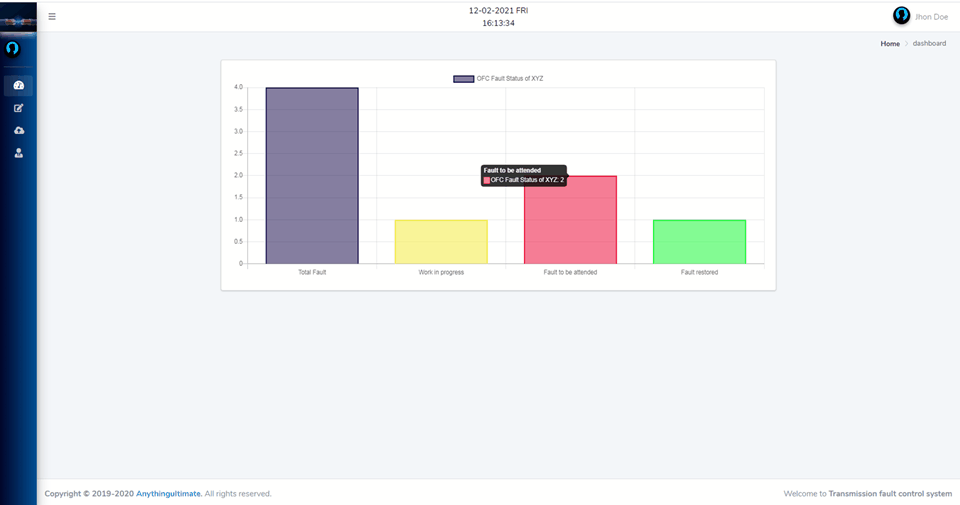 12-02-2021 FRI
16:13:34
Jhon Doe
Home
dashboard
OFC Fault Status of XYZ
4.0
3.5
3.0
2.5
2.0
1.5
1.0
0.5
0
Fault to be attended
OFC Fault Status of XYZ: 2
Total Fault
Work in progress
Fault to be attended
Fault restored
Copyright © 2019-2020 Anythingultimate. All rights reserved.
Welcome to Transmission fault control system